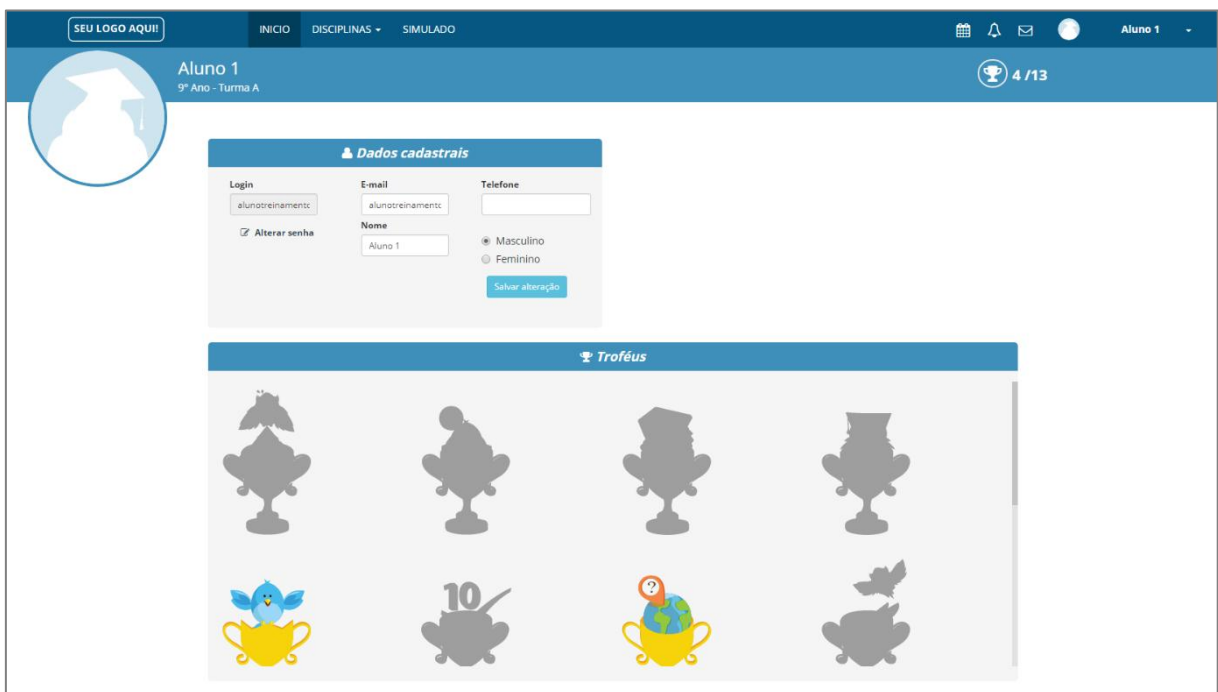 SEU LOGO AQUI!
INICIO
DISCIPLINAS
SIMULADO
Aluno 1
Aluno 1
9° Ano - Turma A
4 /13
Dados cadastrais
Login
E-mail
Telefone
alunotreinamentc
alunotreinamentc
Alterar senha
Nome
Aluno 1
Masculino
Feminino
Salvar alteração
Troféus
10
?